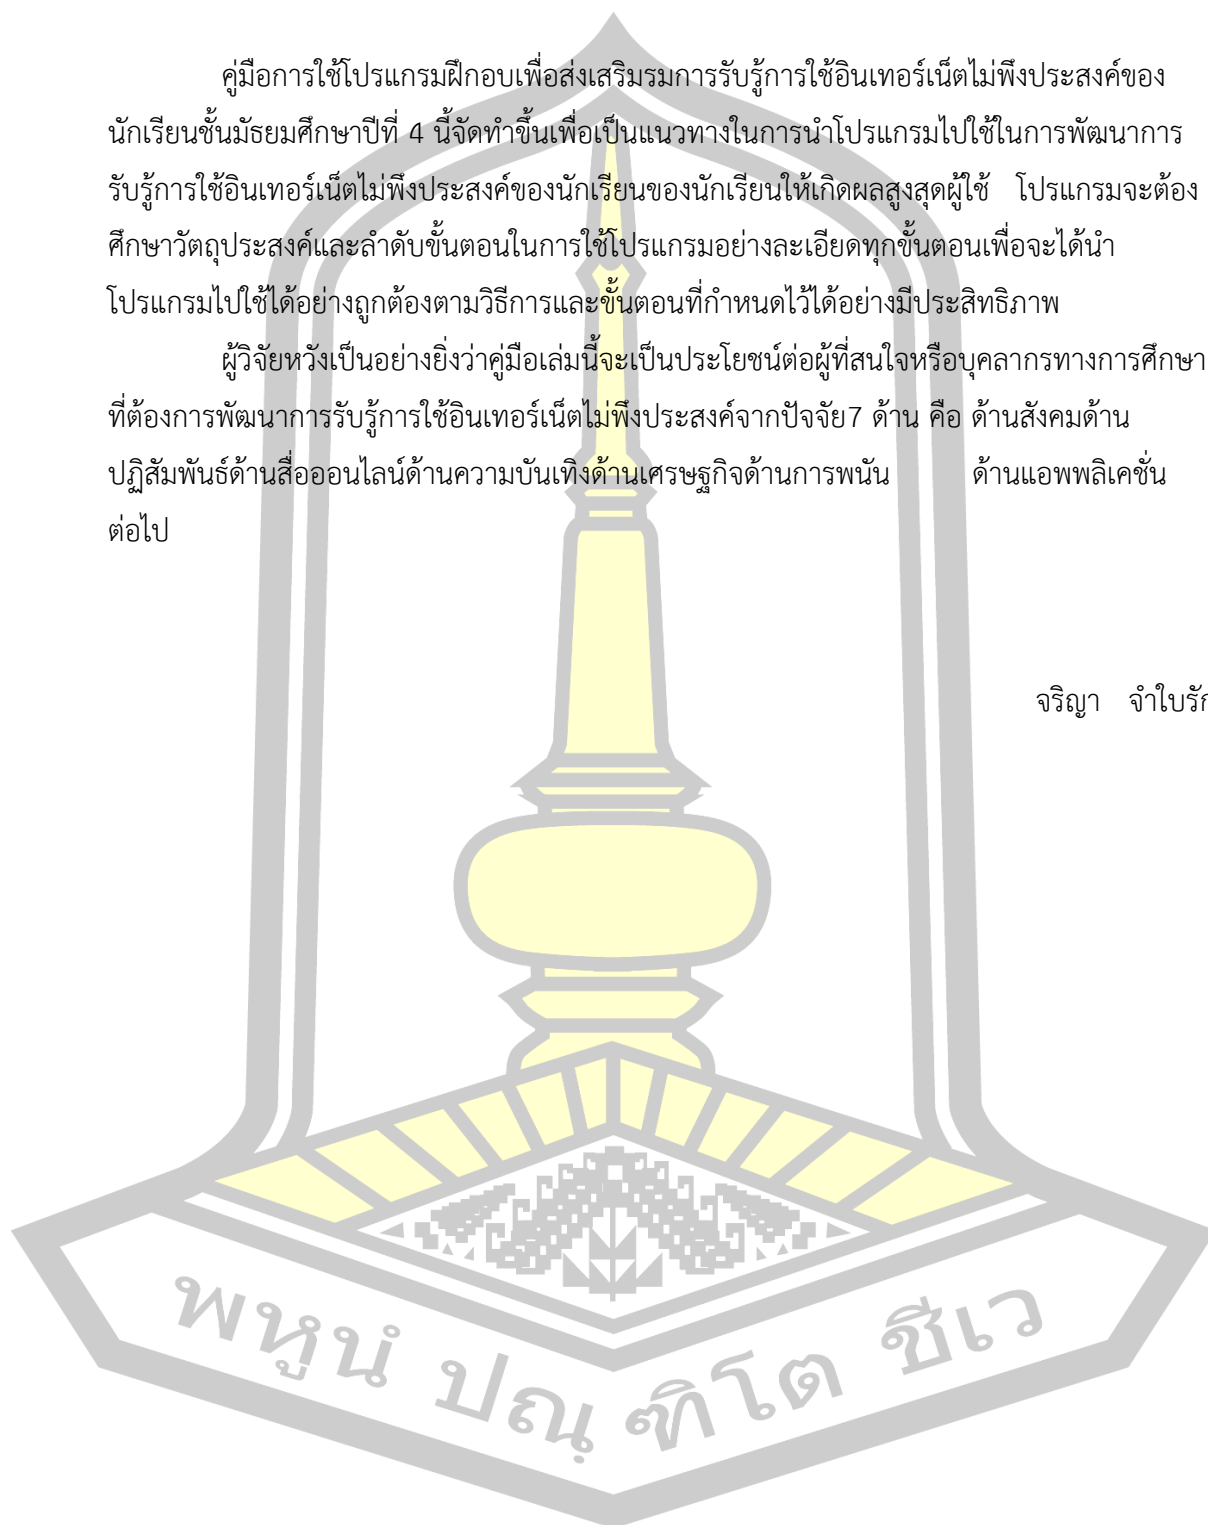 คู่มือการใช้โปรแกรมฝึกอบเพื่อส่งเสริมรมการรับรู้การใช้อินเทอร์เน็ตไม่พึงประสงค์ของ
นักเรียนชั้นมัธยมศึกษาปีที่ 4 นี้จัดทำขึ้นเพื่อเป็นแนวทางในการนำโปรแกรมไปใช้ในการพัฒนาการ
รับรู้การใช้อินเทอร์เน็ตไม่พึงประสงค์ของนักเรียนของนักเรียนให้เกิดผลสูงสุดผู้ใช้ โปรแกรมจะต้อง
ศึกษาวัตถุประสงค์และลำดับขั้นตอนในการใช้โปรแกรมอย่างละเอียดทุกขั้นตอนเพื่อจะได้นำ
โปรแกรมไปใช้ได้อย่างถูกต้องตามวิธีการและขั้นตอนที่กำหนดไว้ได้อย่างมีประสิทธิภาพ
ผู้วิจัยหวังเป็นอย่างยิ่งว่าคู่มือเล่มนี้จะเป็นประโยชน์ต่อผู้ที่สนใจหรือบุคลากรทางการศึกษา
ที่ต้องการพัฒนาการรับรู้การใช้อินเทอร์เน็ตไม่พึงประสงค์จากปัจจัย7 ด้าน คือ ด้านสังคมด้าน
ปฏิสัมพันธ์ด้านสื่อออนไลน์ด้านความบันเทิงด้านเศรษฐกิจด้านการพนัน ด้านแอพพลิเคชั่น
ต่อไป
จริญา จำใบรัก
พหูนํ ปณฺฑิโต ชีเว